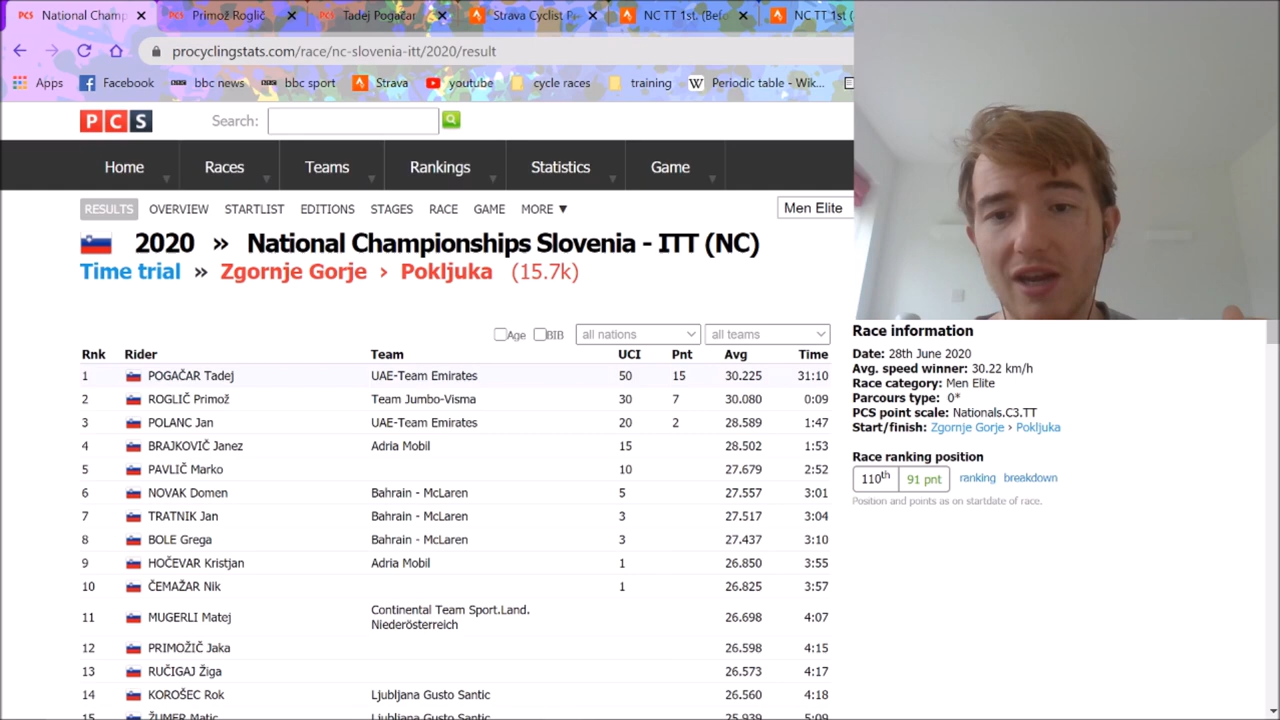 National Champ
Primož Roglič
Tadej Pogačar
Strava Cyclist Pr
NC TT 1st. (Befo
NC TT 1st (
procyclingstats.com/race/nc-slovenia-itt/2020/result
Apps Facebook bbc news bbc sport Strava youtube cycle races training Periodic table - Wik...
PCS Search:
Home Races Teams Rankings Statistics Game
RESULTS OVERVIEW STARTLIST EDITIONS STAGES RACE GAME MORE ▼ Men Elite
2020 » National Championships Slovenia - ITT (NC)
Time trial » Zgornje Gorje › Pokljuka (15.7k)
Age BIB all nations all teams
Rnk Rider Team UCI Pnt Avg Time
1 POGAČAR Tadej UAE-Team Emirates 50 15 30.225 31:10
2 ROGLIČ Primož Team Jumbo-Visma 30 7 30.080 0:09
3 POLANC Jan UAE-Team Emirates 20 2 28.589 1:47
4 BRAJKOVIČ Janez Adria Mobil 15 28.502 1:53
5 PAVLIČ Marko 10 27.679 2:52
6 NOVAK Domen Bahrain - McLaren 5 27.557 3:01
7 TRATNIK Jan Bahrain - McLaren 3 27.517 3:04
8 BOLE Grega Bahrain - McLaren 3 27.437 3:10
9 HOČEVAR Kristjan Adria Mobil 1 26.850 3:55
10 ČEMAŽAR Nik 1 26.825 3:57
11 MUGERLI Matej Continental Team Sport.Land. Niederösterreich 26.698 4:07
12 PRIMOŽIČ Jaka 26.598 4:15
13 RUČIGAJ Žiga 26.573 4:17
14 KOROŠEC Rok Ljubljana Gusto Santic 26.560 4:18
15 ŽUMER Matic Ljubljana Gusto Santic 25.939 5:09
Race information
Date: 28th June 2020
Avg. speed winner: 30.22 km/h
Race category: Men Elite
Parcours type: 0*
PCS point scale: Nationals.C3.TT
Start/finish: Zgornje Gorje › Pokljuka
Race ranking position
110th 91 pnt ranking breakdown
Position and points as on startdate of race.